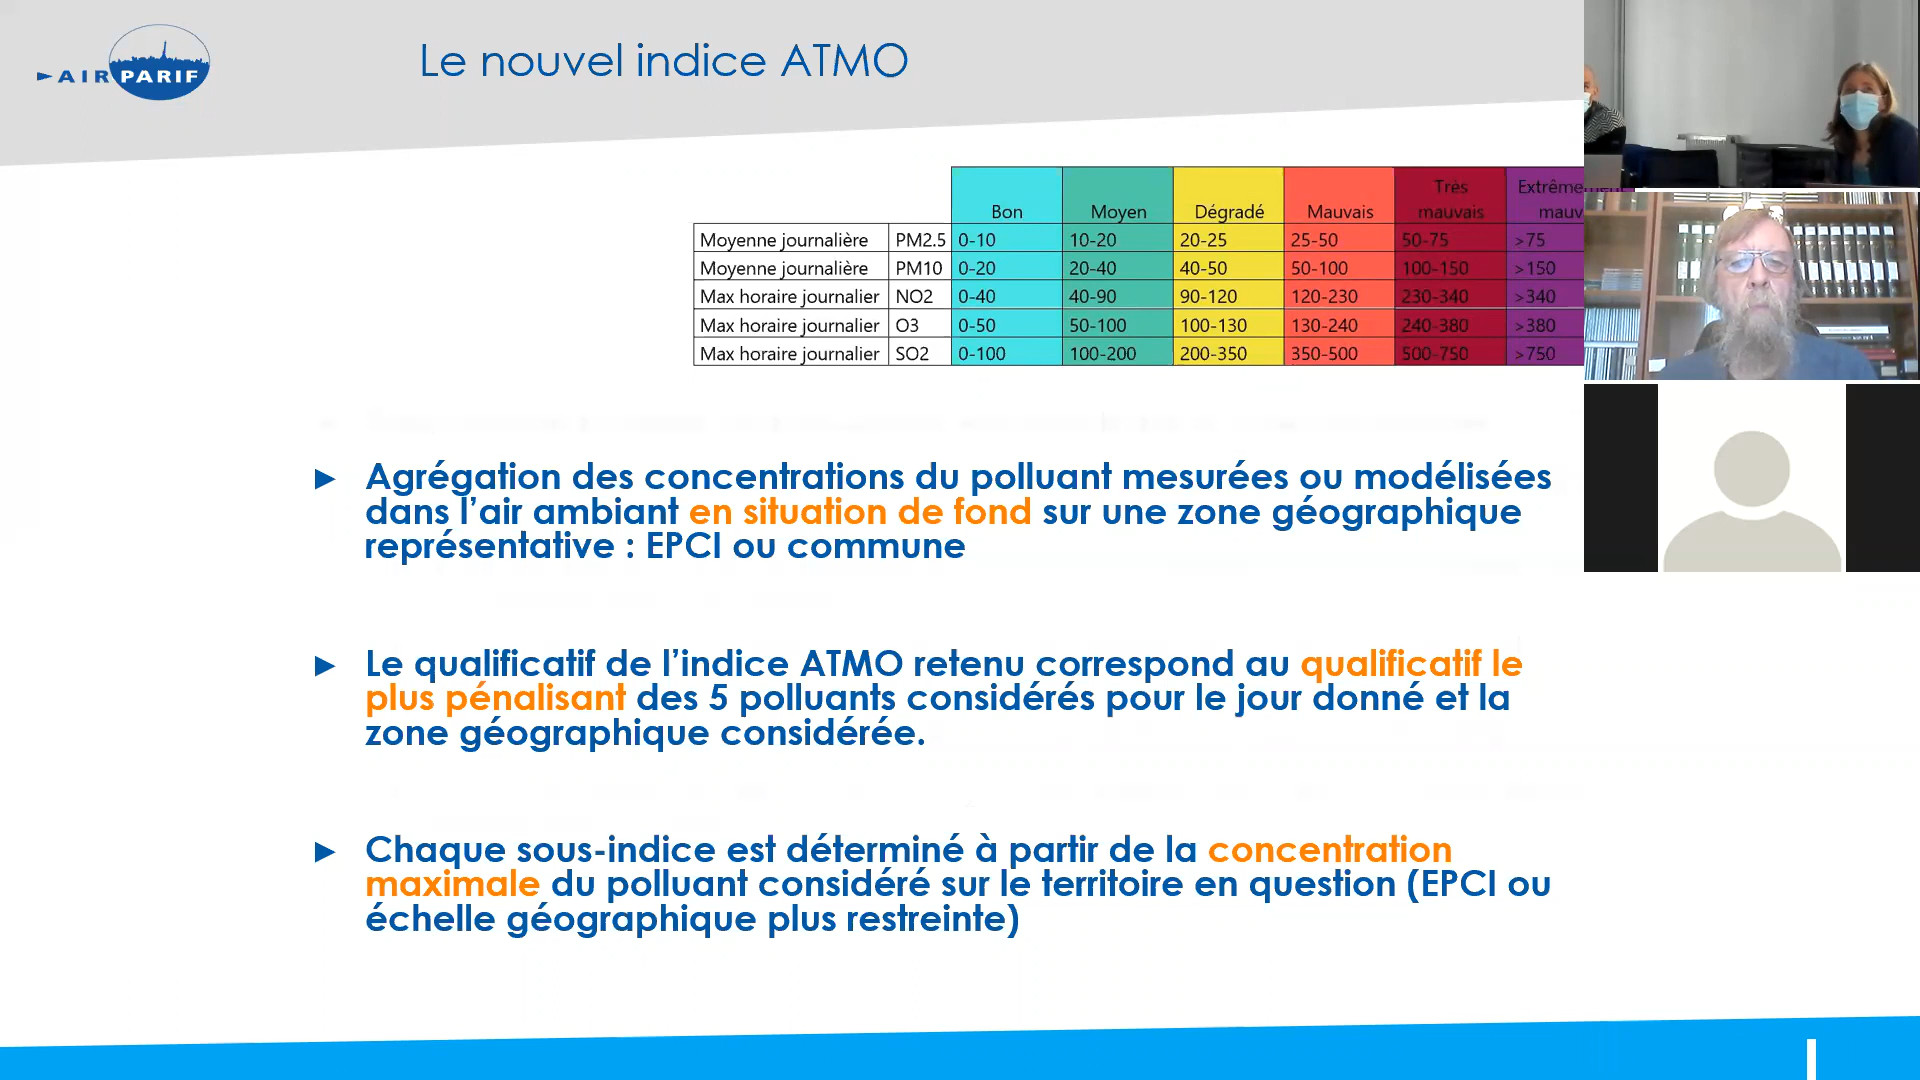 AIRPARIF
Le nouvel indice ATMO
Bon Moyen Dégradé Mauvais Très mauvais
Moyenne journalière PM2.5 0-10 10-20 20-25 25-50 50-75 >75
Moyenne journalière PM10 0-20 20-40 40-50 50-100 100-150 >150
Max horaire journalier NO2 0-40 40-90 90-120 120-230 230-340 >340
Max horaire journalier O3 0-50 50-100 100-130 130-240 240-380 >380
Max horaire journalier SO2 0-100 100-200 200-350 350-500 500-750 >750
► Agrégation des concentrations du polluant mesurées ou modélisées
dans l’air ambiant en situation de fond sur une zone géographique
représentative : EPCI ou commune
► Le qualificatif de l’indice ATMO retenu correspond au qualificatif le
plus pénalisant des 5 polluants considérés pour le jour donné et la
zone géographique considérée.
► Chaque sous-indice est déterminé à partir de la concentration
maximale du polluant considéré sur le territoire en question (EPCI ou
échelle géographique plus restreinte)